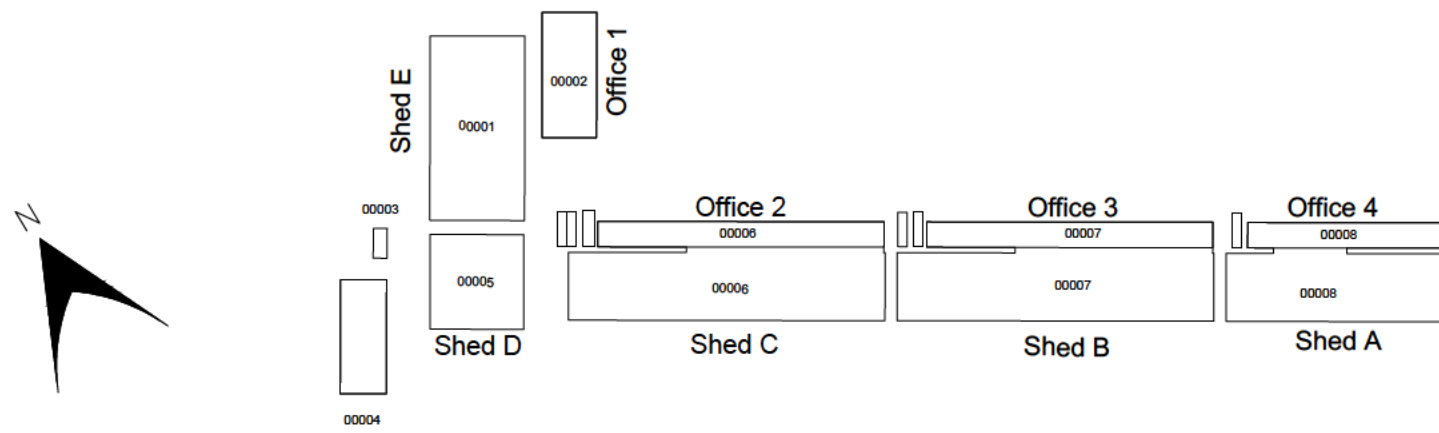 Office 1
00002
Shed E
00001
N
00003
Office 2
Office 3
Office 4
00006
00007
00008
00005
00006
00007
00008
Shed D
Shed C
Shed B
Shed A
00004